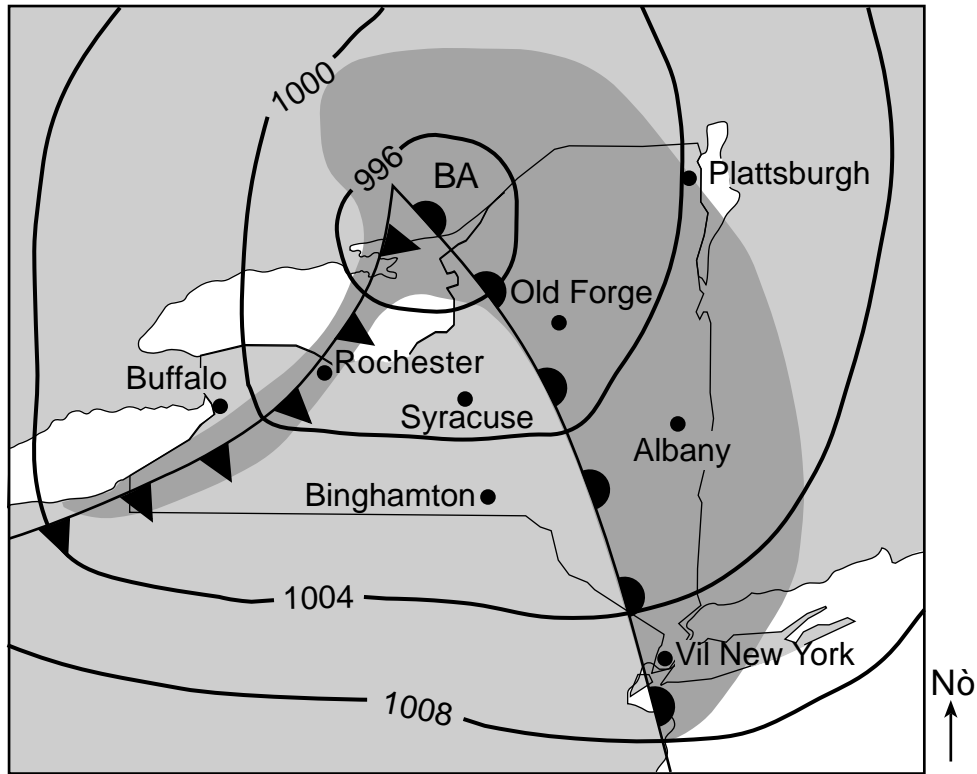 1000
996
BA
Plattsburgh
Old Forge
Rochester
Buffalo
Syracuse
Albany
Binghamton
1004
Vil New York
1008
Nò